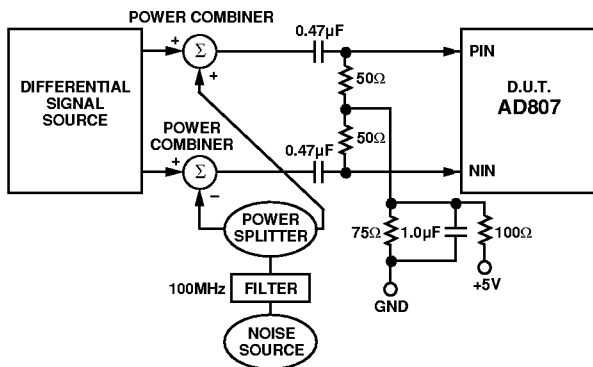 POWER COMBINER
0.47µF
+
Σ
+
PIN
50Ω
DIFFERENTIAL
SIGNAL
SOURCE
D.U.T.
AD807
POWER
COMBINER
0.47µF
50Ω
+
Σ
−
NIN
POWER
SPLITTER
75Ω
1.0µF
100Ω
100MHz
FILTER
GND
+5V
NOISE
SOURCE